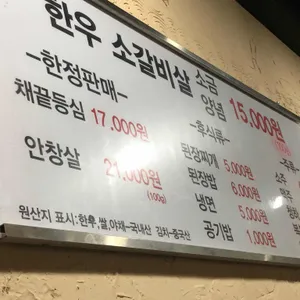 한우 소갈비살 소금 양념 15,000원
(100g)
-한정판매-
채끝등심 17,000원
안창살 21,000원
(100g)
-후식류-
된장찌개 5,000원
된장밥 6,000원
냉면 5,000원
공기밥 1,000원
원산지 표시:한우,쌀,야채-국내산 김치-중국산